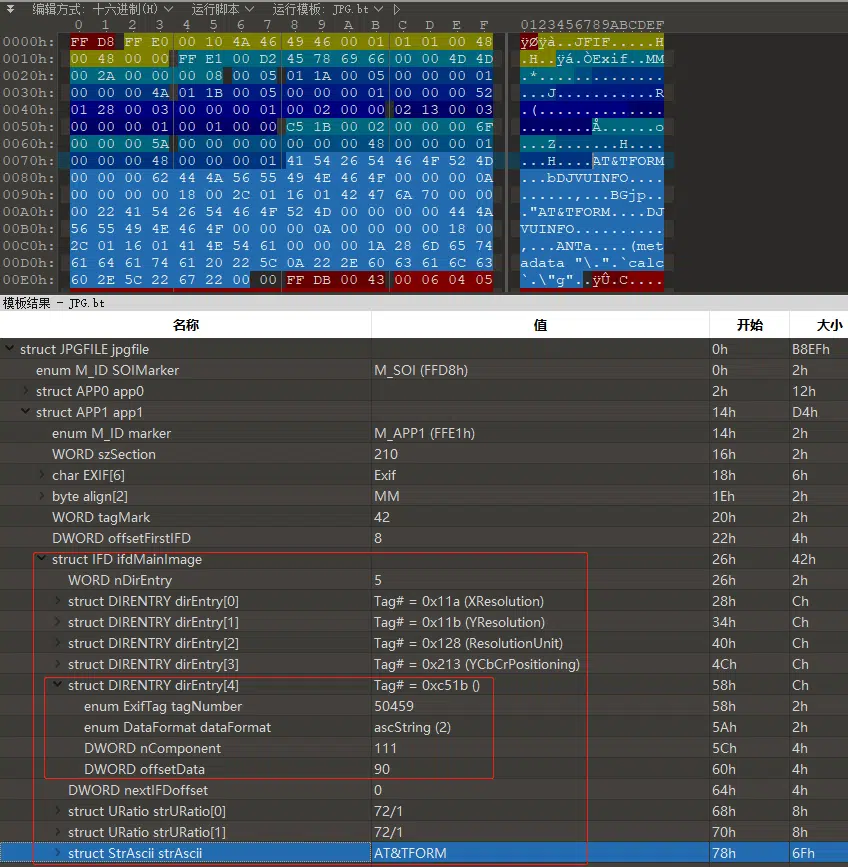 编辑方式: 十六进制(H) 运行脚本 运行模板: JPG.bt
0 1 2 3 4 5 6 7 8 9 A B C D E F 0123456789ABCDEF
0000h: FF D8 FF E0 00 10 4A 46 49 46 00 01 01 01 00 48 ÿØÿà..JFIF.....H
0010h: 00 48 00 00 FF E1 00 D2 45 78 69 66 00 00 4D 4D .H..ÿá.ÒExif..MM
0020h: 00 2A 00 00 00 08 00 05 01 1A 00 05 00 00 00 01 .*..............
0030h: 00 00 00 4A 01 1B 00 05 00 00 00 01 00 00 00 52 ...J...........R
0040h: 01 28 00 03 00 00 00 01 00 02 00 00 02 13 00 03 .(..............
0050h: 00 00 00 01 00 01 00 00 C5 1B 00 02 00 00 00 6F ........Å......o
0060h: 00 00 00 5A 00 00 00 00 00 00 00 48 00 00 00 01 ...Z.......H....
0070h: 00 00 00 48 00 00 00 01 41 54 26 54 46 4F 52 4D ...H....AT&TFORM
0080h: 00 00 00 62 44 4A 56 55 49 4E 46 4F 00 00 00 0A ...bDJVUINFO....
0090h: 00 00 00 00 18 00 2C 01 16 01 42 47 6A 70 00 00 ......,...BGjp..
00A0h: 00 22 41 54 26 54 46 4F 52 4D 00 00 00 00 44 4A ."AT&TFORM....DJ
00B0h: 56 55 49 4E 46 4F 00 00 00 0A 00 00 00 00 18 00 VUINFO..........
00C0h: 2C 01 16 01 41 4E 54 61 00 00 00 1A 28 6D 65 74 ,...ANTa....(met
00D0h: 61 64 61 74 61 20 22 5C 0A 22 2E 60 63 61 6C 63 adata "\.".`calc
00E0h: 60 2E 5C 22 67 22 00 00 FF DB 00 43 00 06 04 05 `.\"g"..ÿÛ.C....
模板结果 - JPG.bt
名称 值 开始 大小
struct JPGFILE jpgfile 0h B8EFh
enum M_ID SOIMarker M_SOI (FFD8h) 0h 2h
struct APP0 app0 2h 12h
struct APP1 app1 14h D4h
enum M_ID marker M_APP1 (FFE1h) 14h 2h
WORD szSection 210 16h 2h
char EXIF[6] Exif 18h 6h
byte align[2] MM 1Eh 2h
WORD tagMark 42 20h 2h
DWORD offsetFirstIFD 8 22h 4h
struct IFD ifdMainImage 26h 42h
WORD nDirEntry 5 26h 2h
struct DIRENTRY dirEntry[0] Tag# = 0x11a (XResolution) 28h Ch
struct DIRENTRY dirEntry[1] Tag# = 0x11b (YResolution) 34h Ch
struct DIRENTRY dirEntry[2] Tag# = 0x128 (ResolutionUnit) 40h Ch
struct DIRENTRY dirEntry[3] Tag# = 0x213 (YCbCrPositioning) 4Ch Ch
struct DIRENTRY dirEntry[4] Tag# = 0xc51b () 58h Ch
enum ExifTag tagNumber 50459 58h 2h
enum DataFormat dataFormat ascString (2) 5Ah 2h
DWORD nComponent 111 5Ch 4h
DWORD offsetData 90 60h 4h
DWORD nextIFDoffset 0 64h 4h
struct URatio strURatio[0] 72/1 68h 8h
struct URatio strURatio[1] 72/1 70h 8h
struct StrAscii strAscii AT&TFORM 78h 6Fh